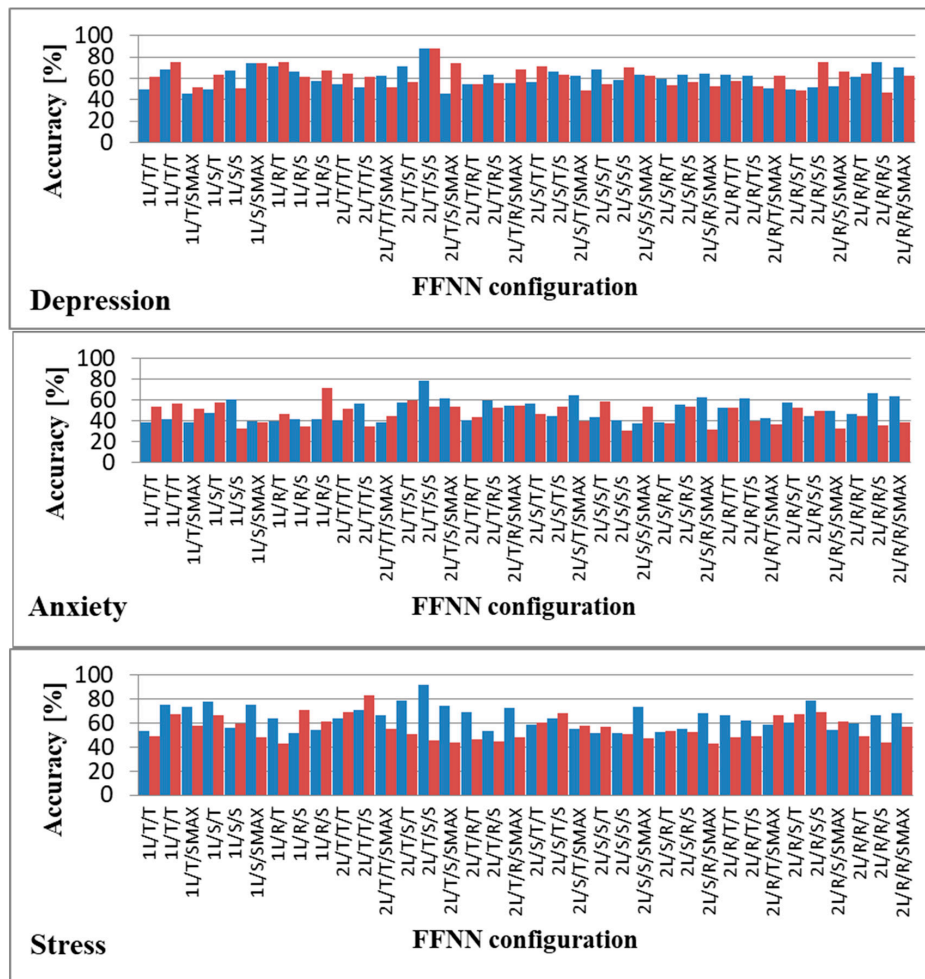 Accuracy [%]
100
80
60
40
20
0
1L/T/T
1L/T/T
1L/T/SMAX
1L/S/T
1L/S/S
1L/S/SMAX
1L/R/T
1L/R/S
1L/R/S
2L/T/T/T
2L/T/T/S
2L/T/T/SMAX
2L/T/S/T
2L/T/S/S
2L/T/S/SMAX
2L/T/R/T
2L/T/R/S
2L/T/R/SMAX
2L/S/T/T
2L/S/T/S
2L/S/T/SMAX
2L/S/S/T
2L/S/S/S
2L/S/S/SMAX
2L/S/R/T
2L/S/R/S
2L/S/R/SMAX
2L/R/T/T
2L/R/T/S
2L/R/T/SMAX
2L/R/S/T
2L/R/S/S
2L/R/S/SMAX
2L/R/R/T
2L/R/R/S
2L/R/R/SMAX
FFNN configuration
Depression
Accuracy [%]
100
80
60
40
20
0
1L/T/T
1L/T/T
1L/T/SMAX
1L/S/T
1L/S/S
1L/S/SMAX
1L/R/T
1L/R/S
1L/R/S
2L/T/T/T
2L/T/T/S
2L/T/T/SMAX
2L/T/S/T
2L/T/S/S
2L/T/S/SMAX
2L/T/R/T
2L/T/R/S
2L/T/R/SMAX
2L/S/T/T
2L/S/T/S
2L/S/T/SMAX
2L/S/S/T
2L/S/S/S
2L/S/S/SMAX
2L/S/R/T
2L/S/R/S
2L/S/R/SMAX
2L/R/T/T
2L/R/T/S
2L/R/T/SMAX
2L/R/S/T
2L/R/S/S
2L/R/S/SMAX
2L/R/R/T
2L/R/R/S
2L/R/R/SMAX
FFNN configuration
Anxiety
Accuracy [%]
100
80
60
40
20
0
1L/T/T
1L/T/T
1L/T/SMAX
1L/S/T
1L/S/S
1L/S/SMAX
1L/R/T
1L/R/S
1L/R/S
2L/T/T/T
2L/T/T/S
2L/T/T/SMAX
2L/T/S/T
2L/T/S/S
2L/T/S/SMAX
2L/T/R/T
2L/T/R/S
2L/T/R/SMAX
2L/S/T/T
2L/S/T/S
2L/S/T/SMAX
2L/S/S/T
2L/S/S/S
2L/S/S/SMAX
2L/S/R/T
2L/S/R/S
2L/S/R/SMAX
2L/R/T/T
2L/R/T/S
2L/R/T/SMAX
2L/R/S/T
2L/R/S/S
2L/R/S/SMAX
2L/R/R/T
2L/R/R/S
2L/R/R/SMAX
FFNN configuration
Stress